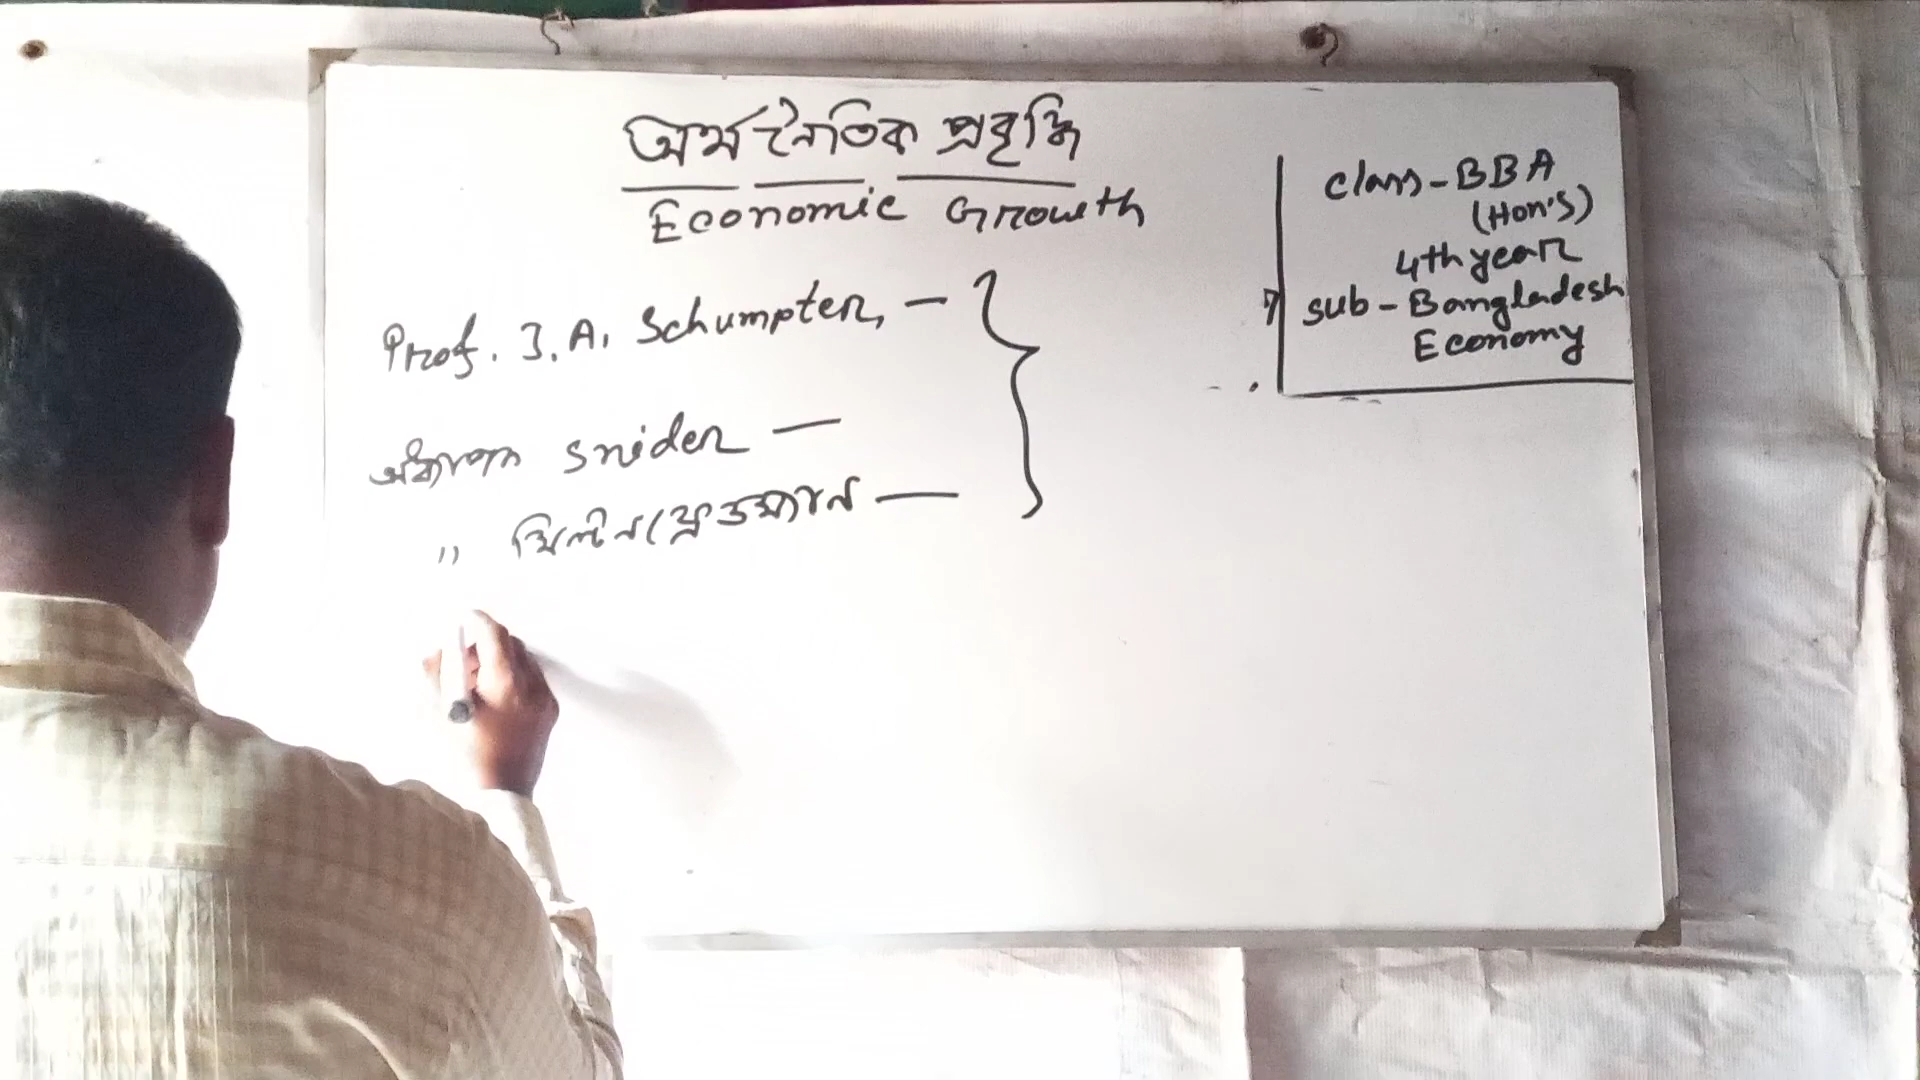 অর্থনৈতিক প্রবৃদ্ধি
Economic Growth
Prof. J. A. Schumpter, —
অধ্যাপক Snider —
" মিল্টন ফ্রেডম্যান —
Class - BBA
(Hon's)
4th year
Sub - Bangladesh
Economy